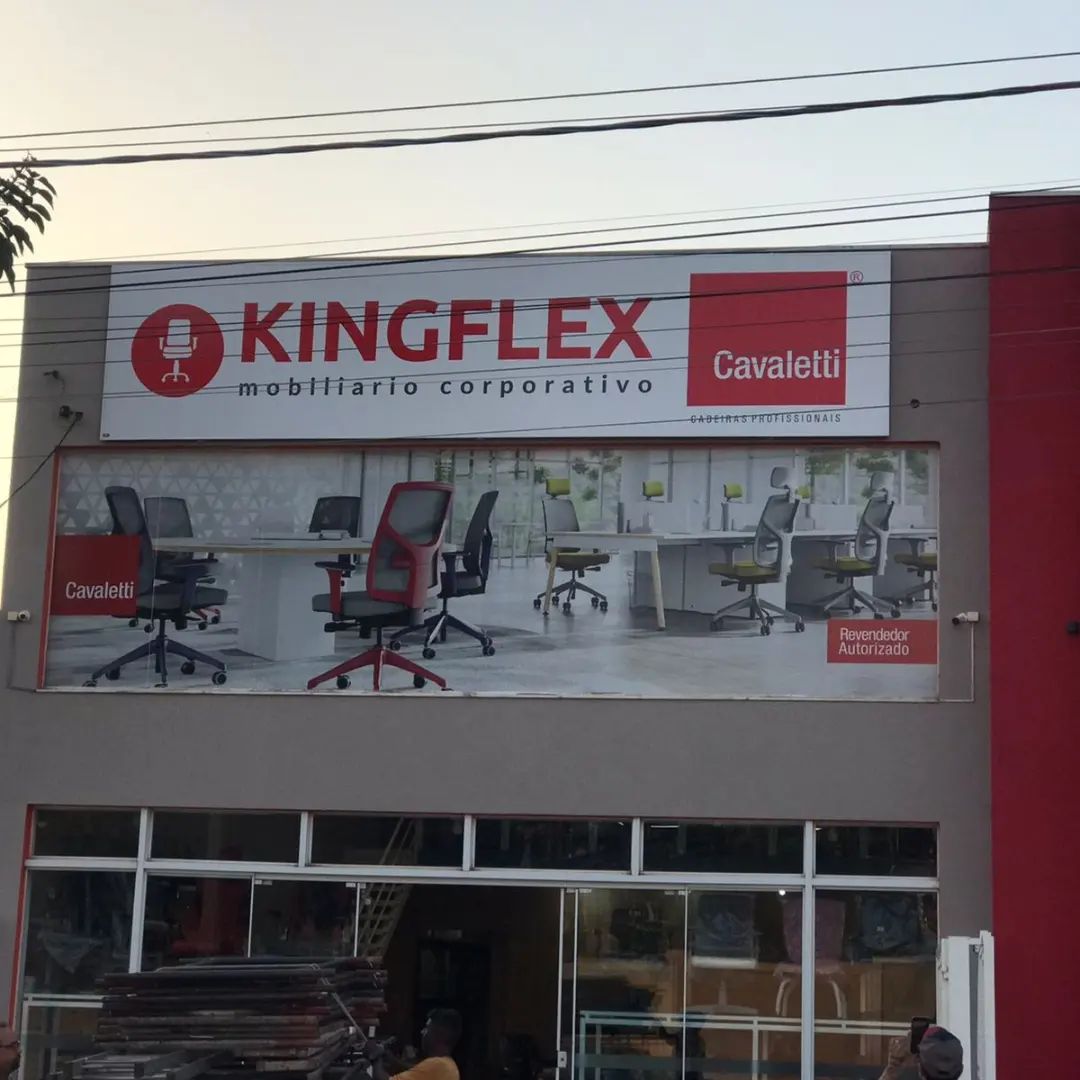 KINGFLEX
mobiliario corporativo
Cavaletti
®
CADEIRAS PROFISSIONAIS
Cavaletti
Revendedor
Autorizado